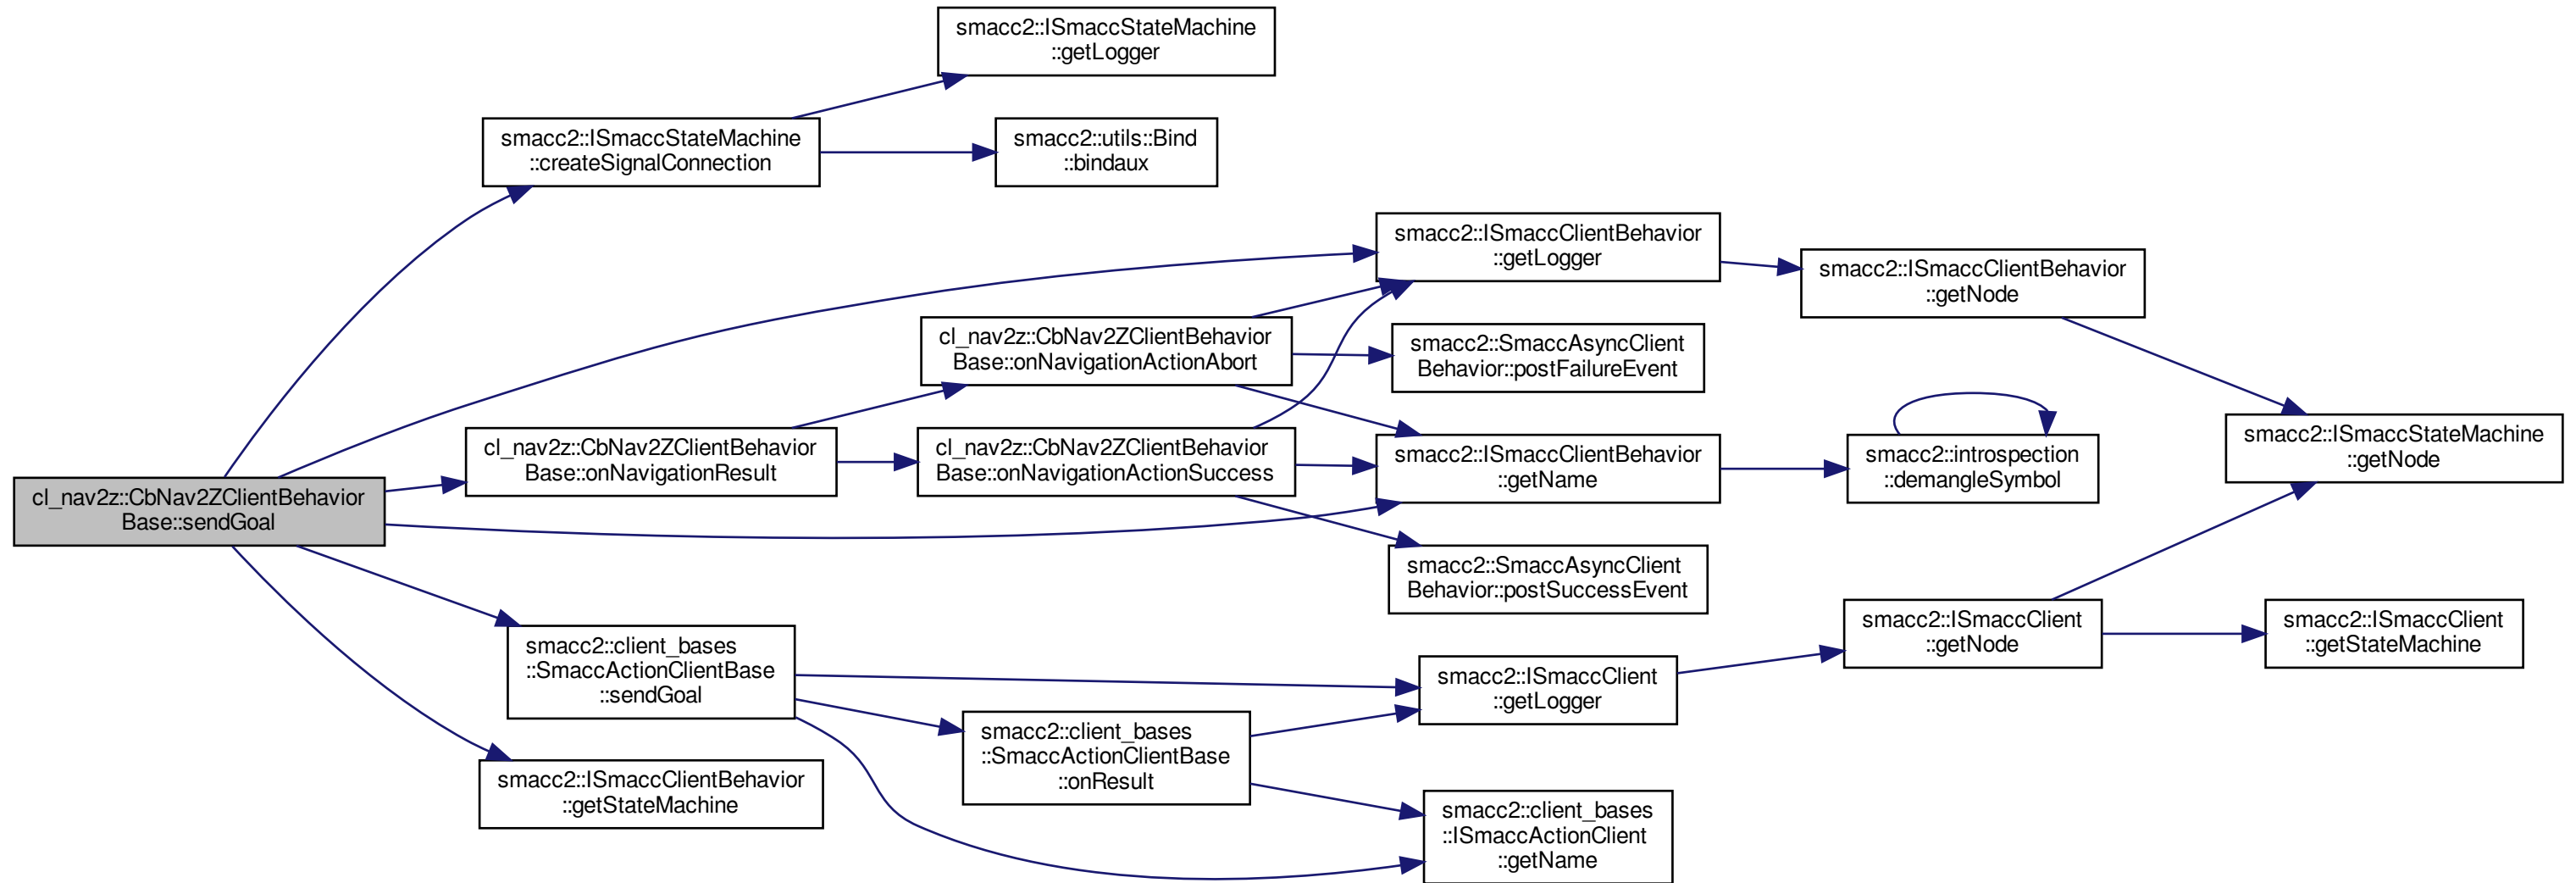 smacc2::ISmaccStateMachine
::getLogger
smacc2::ISmaccStateMachine
::createSignalConnection
smacc2::utils::Bind
::bindaux
smacc2::ISmaccClientBehavior
::getLogger
smacc2::ISmaccClientBehavior
::getNode
cl_nav2z::CbNav2ZClientBehavior
Base::onNavigationActionAbort
smacc2::SmaccAsyncClient
Behavior::postFailureEvent
cl_nav2z::CbNav2ZClientBehavior
Base::onNavigationResult
cl_nav2z::CbNav2ZClientBehavior
Base::onNavigationActionSuccess
smacc2::ISmaccClientBehavior
::getName
smacc2::introspection
::demangleSymbol
smacc2::ISmaccStateMachine
::getNode
cl_nav2z::CbNav2ZClientBehavior
Base::sendGoal
smacc2::SmaccAsyncClient
Behavior::postSuccessEvent
smacc2::client_bases
::SmaccActionClientBase
::sendGoal
smacc2::ISmaccClient
::getLogger
smacc2::ISmaccClient
::getNode
smacc2::ISmaccClient
::getStateMachine
smacc2::client_bases
::SmaccActionClientBase
::onResult
smacc2::ISmaccClientBehavior
::getStateMachine
smacc2::client_bases
::ISmaccActionClient
::getName